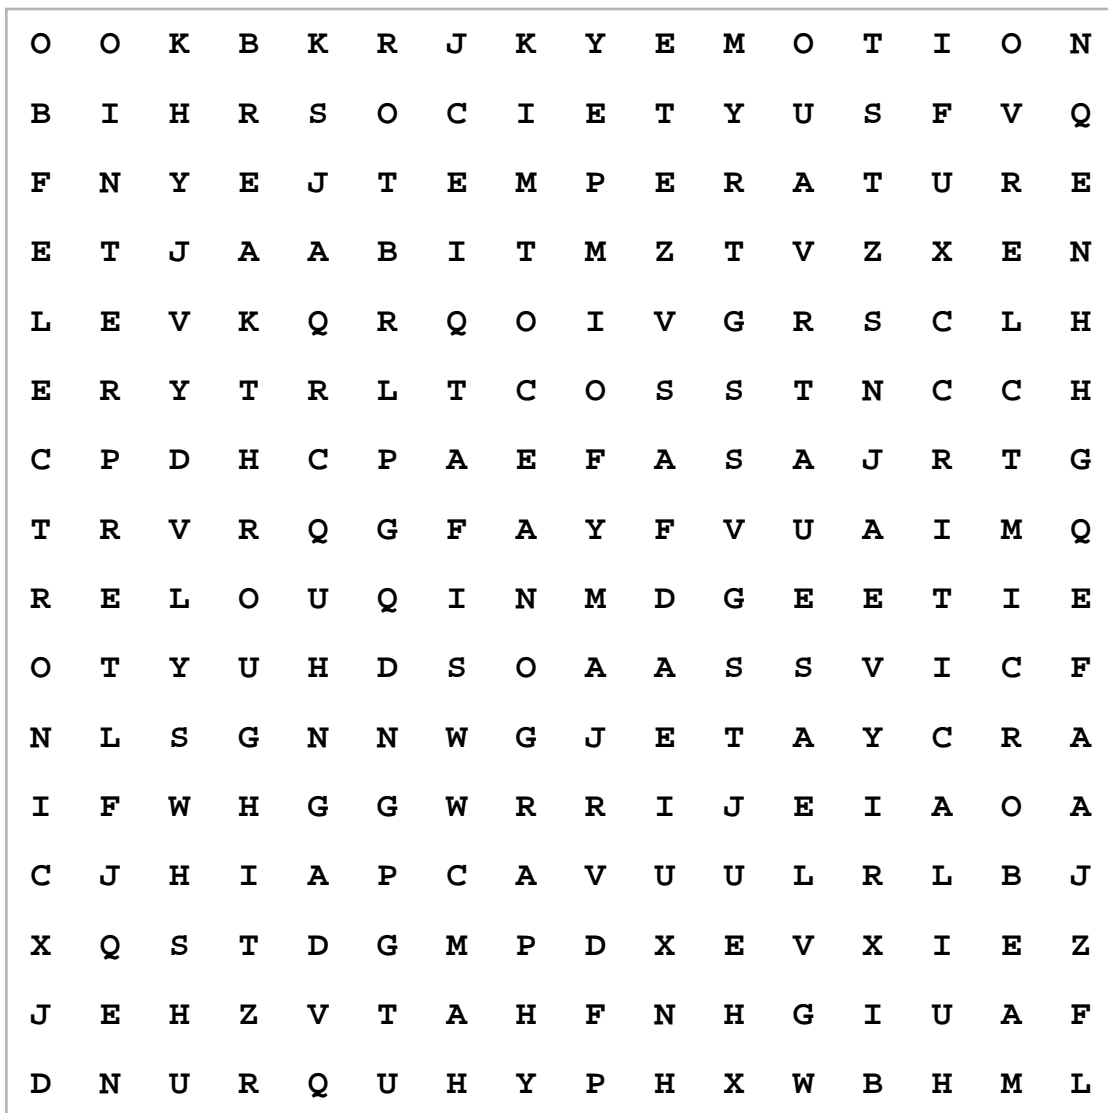 O O K B K R J K Y E M O T I O N
B I H R S O C I E T Y U S F V Q
F N Y E J T E M P E R A T U R E
E T J A A B I T M Z T V Z X E N
L E V K Q R Q O I V G R S C L H
E R Y T R L T C O S S T N C C H
C P D H C P A E F A S A J R T G
T R V R Q G F A Y F V U A I M Q
R E L O U Q I N M D G E E T I E
O T Y U H D S O A A S S V I C F
N L S G N N W G J E T A Y C R A
I F W H G G W R R I J E I A O A
C J H I A P C A V U U L R L B J
X Q S T D G M P D X E V X I E Z
J E H Z V T A H F N H G I U A F
D N U R Q U H Y P H X W B H M L